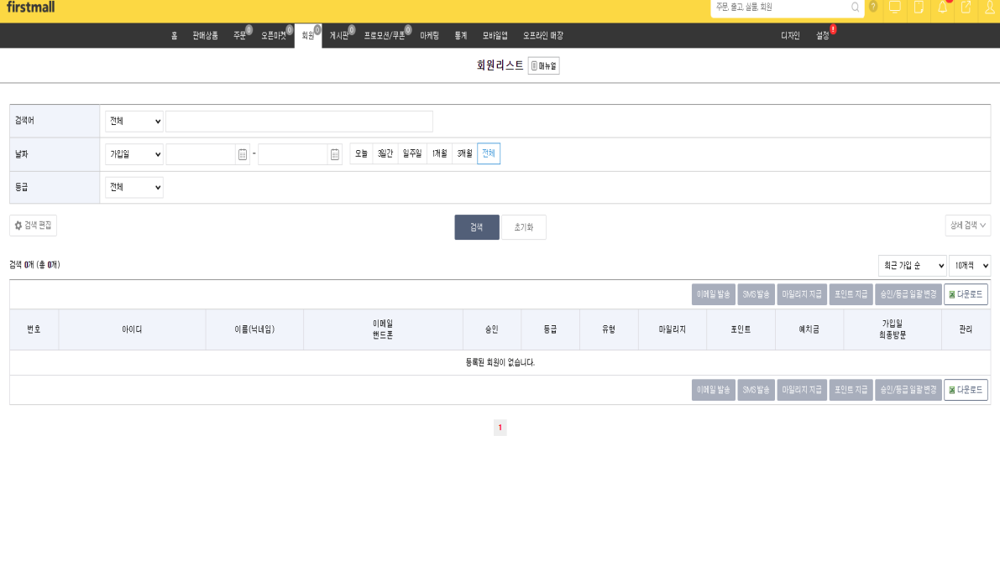 firstmall 주문, 출고, 실물, 회원 ?
홈 판매상품 주문 0 오픈마켓 0 회원 0 게시판 0 프로모션/쿠폰 0 마케팅 통계 모바일앱 오프라인 매장 디자인 설정 !
회원리스트 매뉴얼
검색어 전체
날짜 가입일 - 오늘 3일간 일주일 1개월 3개월 전체
등급 전체
검색 편집 검색 초기화 상세 검색
검색 0개 (총 0개) 최근 가입 순 10개씩
이메일 발송 SMS 발송 마일리지 지급 포인트 지급 승인/등급 일괄 변경 다운로드
번호 아이디 이름(닉네임) 이메일 핸드폰 승인 등급 유형 마일리지 포인트 예치금 가입일 최종방문 관리
등록된 회원이 없습니다.
이메일 발송 SMS 발송 마일리지 지급 포인트 지급 승인/등급 일괄 변경 다운로드
1